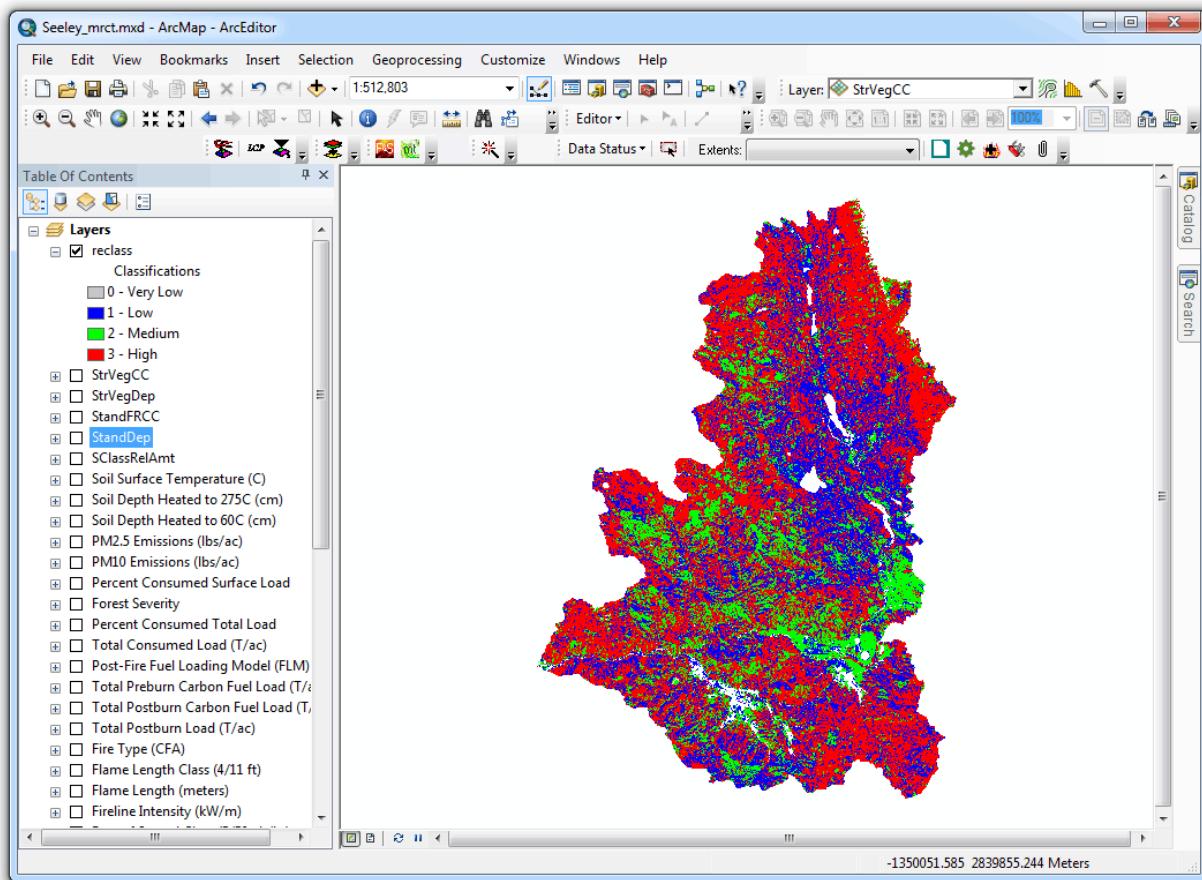 Seeley_mrct.mxd - ArcMap - ArcEditor
File Edit View Bookmarks Insert Selection Geoprocessing Customize Windows Help
1:512,803 Layer: StrVegCC
Editor 100%
LCP Data Status Extents:
Table Of Contents
Layers
reclass
Classifications
0 - Very Low
1 - Low
2 - Medium
3 - High
StrVegCC
StrVegDep
StandFRCC
StandDep
SClassRelAmt
Soil Surface Temperature (C)
Soil Depth Heated to 275C (cm)
Soil Depth Heated to 60C (cm)
PM2.5 Emissions (lbs/ac)
PM10 Emissions (lbs/ac)
Percent Consumed Surface Load
Forest Severity
Percent Consumed Total Load
Total Consumed Load (T/ac)
Post-Fire Fuel Loading Model (FLM)
Total Preburn Carbon Fuel Load (T/a
Total Postburn Carbon Fuel Load (T/
Total Postburn Load (T/ac)
Fire Type (CFA)
Flame Length Class (4/11 ft)
Flame Length (meters)
Fireline Intensity (kW/m)
Catalog
Search
-1350051.585 2839855.244 Meters